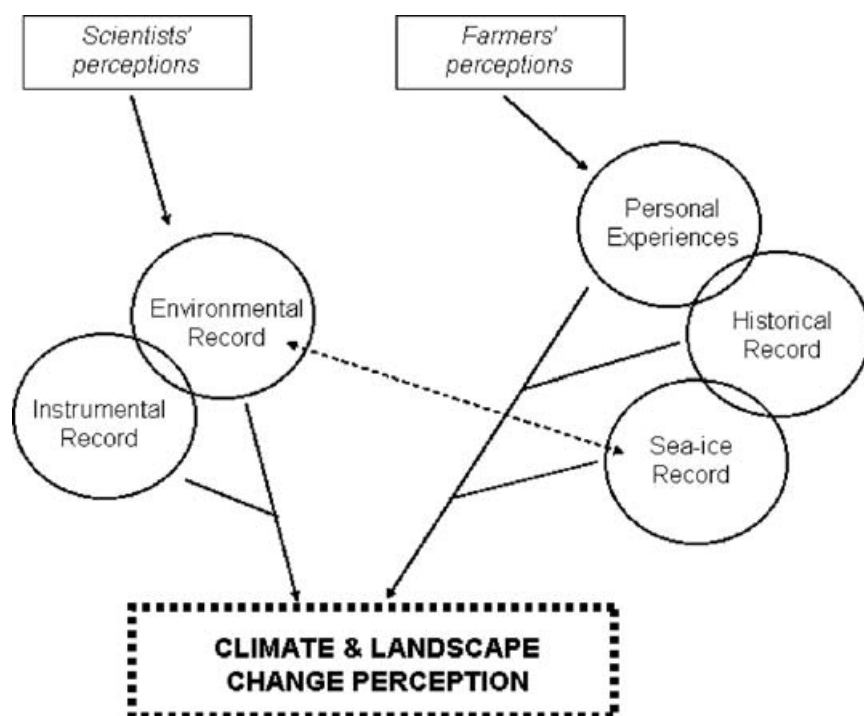 Scientists'
perceptions
Farmers'
perceptions
Personal
Experiences
Environmental
Record
Historical
Record
Instrumental
Record
Sea-ice
Record
CLIMATE & LANDSCAPE
CHANGE PERCEPTION